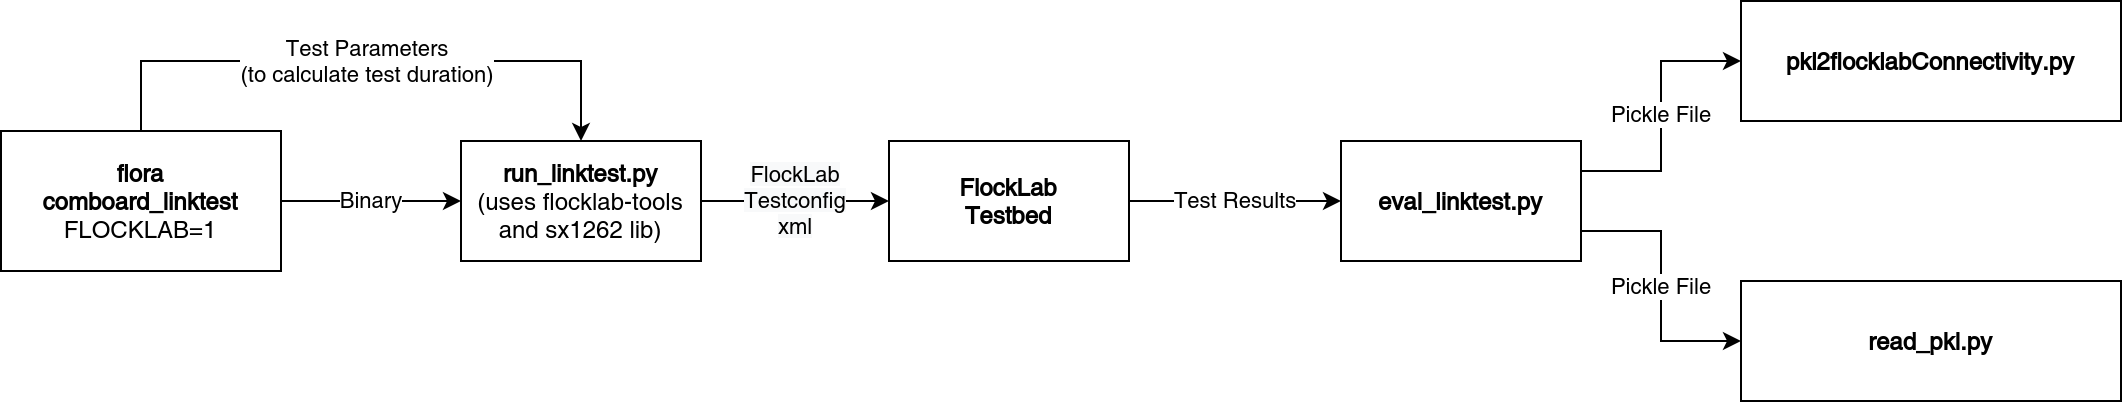 Test Parameters
(to calculate test duration)
flora
comboard_linktest
FLOCKLAB=1
Binary
run_linktest.py
(uses flocklab-tools
and sx1262 lib)
FlockLab
Testconfig
xml
FlockLab
Testbed
Test Results
eval_linktest.py
Pickle File
pkl2flocklabConnectivity.py
Pickle File
read_pkl.py